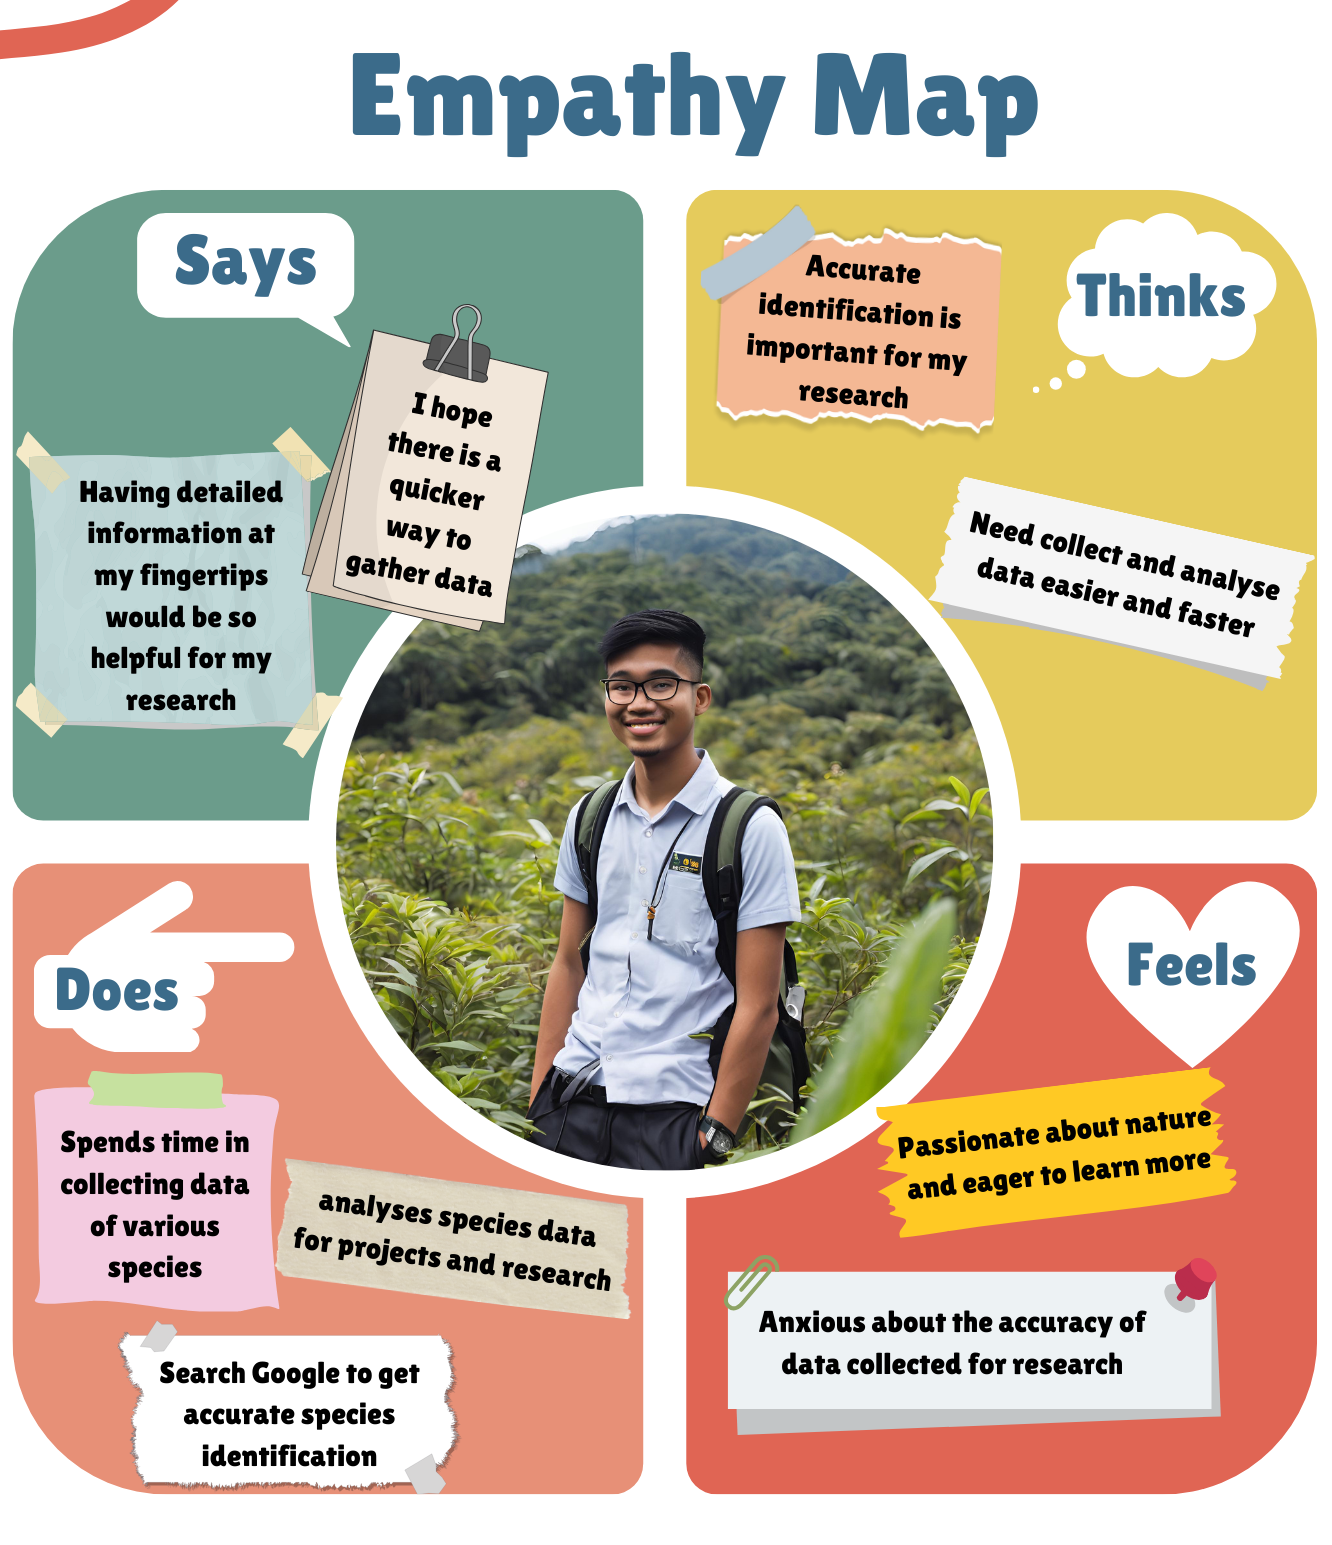 Empathy Map
Says
I hope
there is a
quicker
way to
gather data
Having detailed
information at
my fingertips
would be so
helpful for my
research
Thinks
Accurate
identification is
important for my
research
Need collect and analyse
data easier and faster
Does
Spends time in
collecting data
of various
species
analyses species data
for projects and research
Search Google to get
accurate species
identification
Feels
Passionate about nature
and eager to learn more
Anxious about the accuracy of
data collected for research